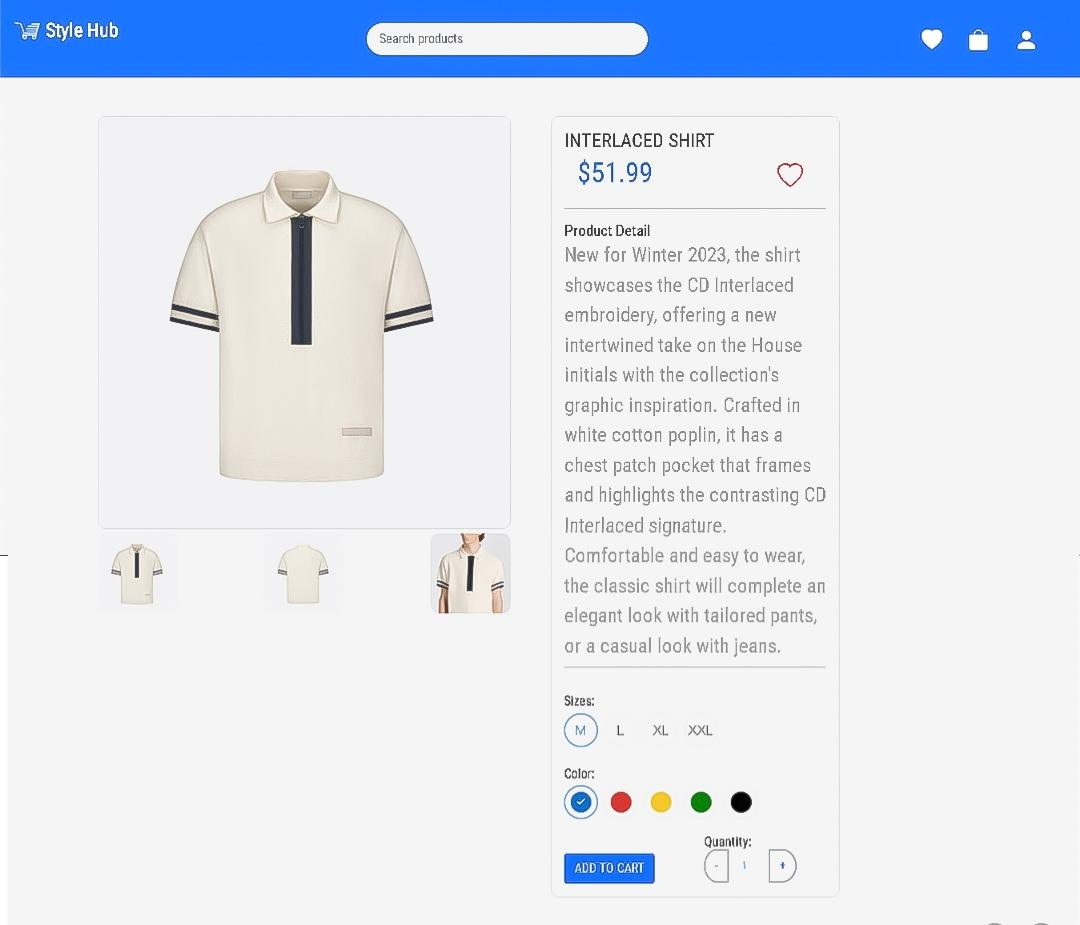 Style Hub
Search products
INTERLACED SHIRT
$51.99
Product Detail
New for Winter 2023, the shirt
showcases the CD Interlaced
embroidery, offering a new
intertwined take on the House
initials with the collection's
graphic inspiration. Crafted in
white cotton poplin, it has a
chest patch pocket that frames
and highlights the contrasting CD
Interlaced signature.
Comfortable and easy to wear,
the classic shirt will complete an
elegant look with tailored pants,
or a casual look with jeans.
Sizes:
M L XL XXL
Color:
Quantity:
ADD TO CART - 1 +